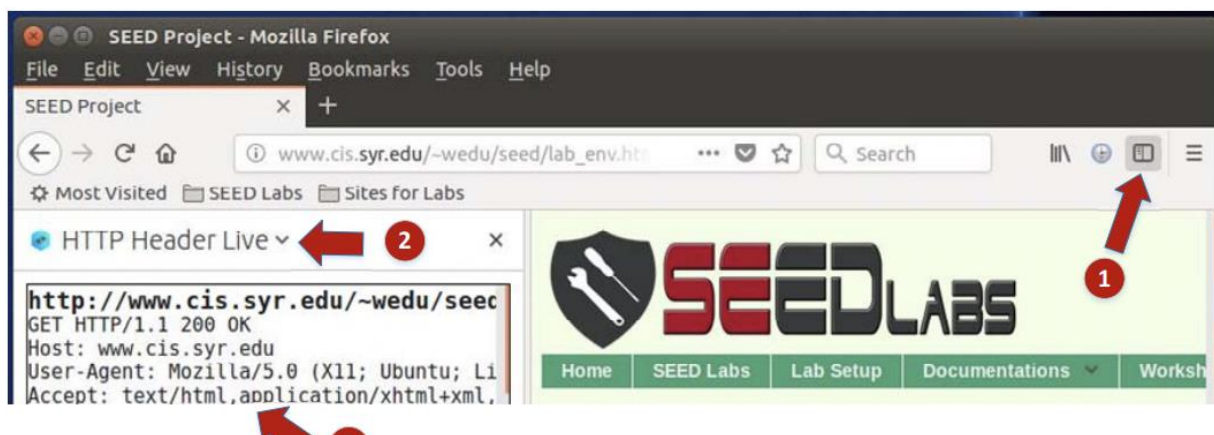 SEED Project - Mozilla Firefox
File Edit View History Bookmarks Tools Help
SEED Project × +
www.cis.syr.edu/~wedu/seed/lab_env.ht Search
Most Visited SEED Labs Sites for Labs
HTTP Header Live 2 ×
1
http://www.cis.syr.edu/~wedu/seed
GET HTTP/1.1 200 OK
Host: www.cis.syr.edu
User-Agent: Mozilla/5.0 (X11; Ubuntu; Li
Accept: text/html,application/xhtml+xml,
SEEDLABS
Home SEED Labs Lab Setup Documentations Worksh